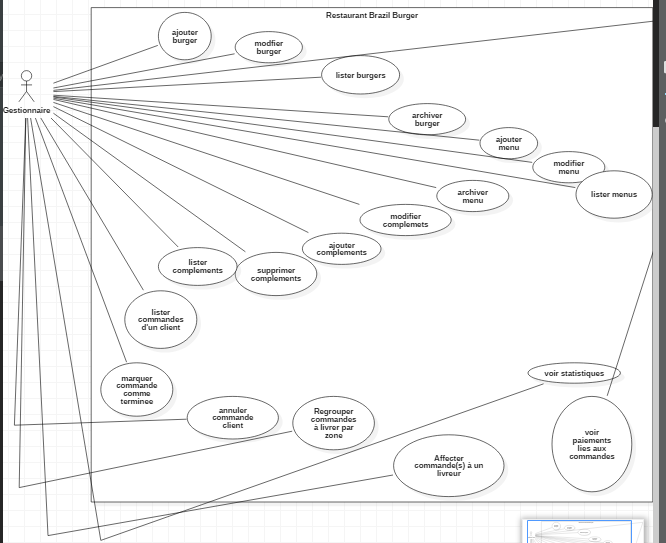 Restaurant Brazil Burger
ajouter
burger
modfier
burger
lister burgers
Gestionnaire
archiver
burger
ajouter
menu
modifier
menu
lister menus
archiver
menu
modifier
complemets
ajouter
complements
lister
complements
supprimer
complements
lister
commandes
d'un client
marquer
commande
comme
terminee
annuler
commande
client
Regrouper
commandes
à livrer par
zone
voir statistiques
voir
paiements
lies aux
commandes
Affecter
commande(s) à un
livreur